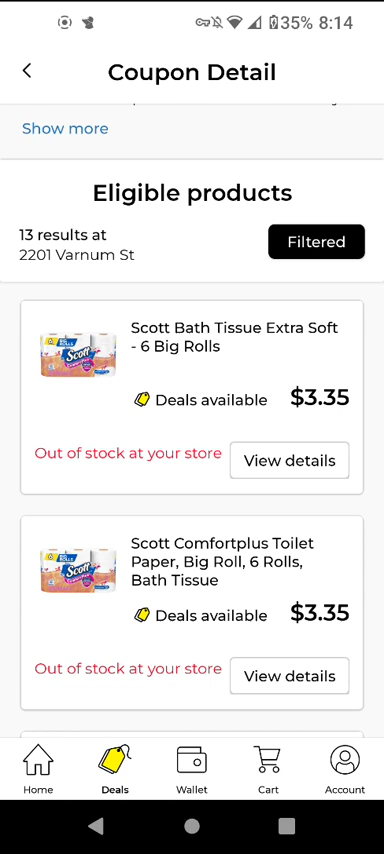 35% 8:14
Coupon Detail
Show more
Eligible products
13 results at
2201 Varnum St
Filtered
Scott
Scott Bath Tissue Extra Soft
- 6 Big Rolls
Deals available
$3.35
Out of stock at your store
View details
Scott
Scott Comfortplus Toilet
Paper, Big Roll, 6 Rolls,
Bath Tissue
Deals available
$3.35
Out of stock at your store
View details
Home
Deals
Wallet
Cart
Account